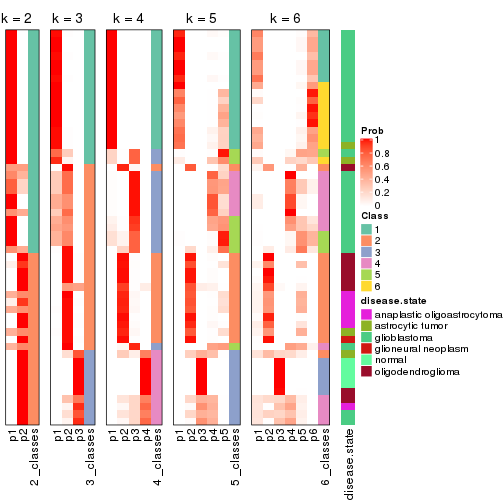 k = 2 k = 3 k = 4 k = 5 k = 6
Prob
1
0.8
0.6
0.4
0.2
0
Class
1
2
3
4
5
6
disease.state
anaplastic oligoastrocytoma
astrocytic tumor
glioblastoma
glioneural neoplasm
normal
oligodendroglioma
p1
p2
2_classes
p1
p2
p3
3_classes
p1
p2
p3
p4
4_classes
p1
p2
p3
p4
p5
5_classes
p1
p2
p3
p4
p5
p6
6_classes
disease.state